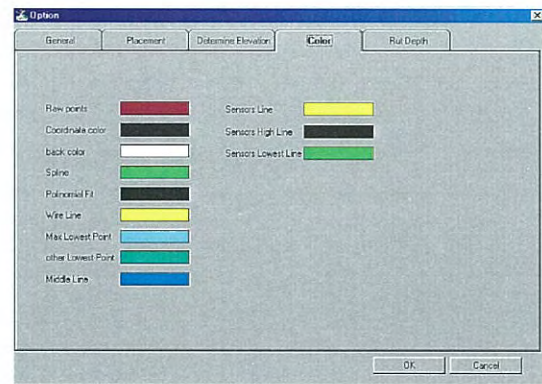 Option
General Placement Determine Elevation Color Rut Depth
Raw points
Coordinate color
back color
Spline
Polinomial Fit
Wire Line
Max Lowest Point
other Lowest Point
Middle Line
Sensors Line
Sensors High Line
Sensors Lowest Line
OK Cancel